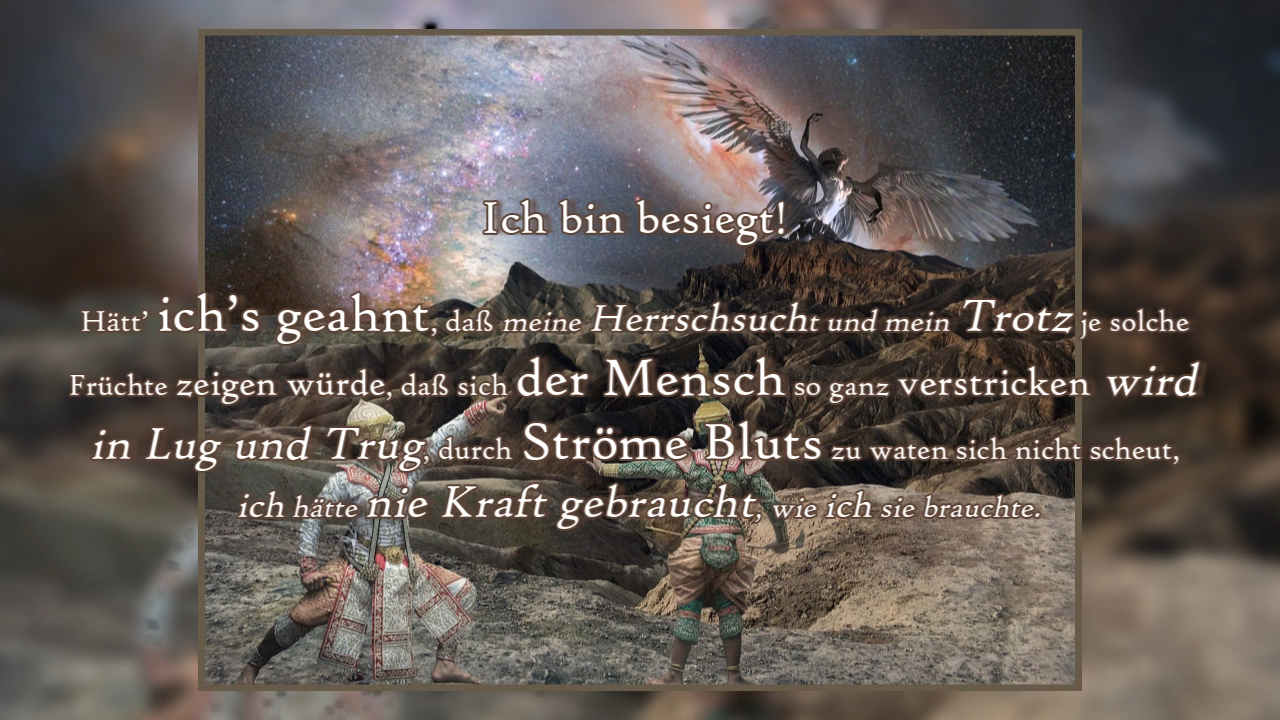 Ich bin besiegt!
Hätt’ ich’s geahnt, daß meine Herrschsucht und mein Trotz je solche
Früchte zeigen würde, daß sich der Mensch so ganz verstricken wird
in Lug und Trug, durch Ströme Bluts zu waten sich nicht scheut,
ich hätte nie Kraft gebraucht, wie ich sie brauchte.